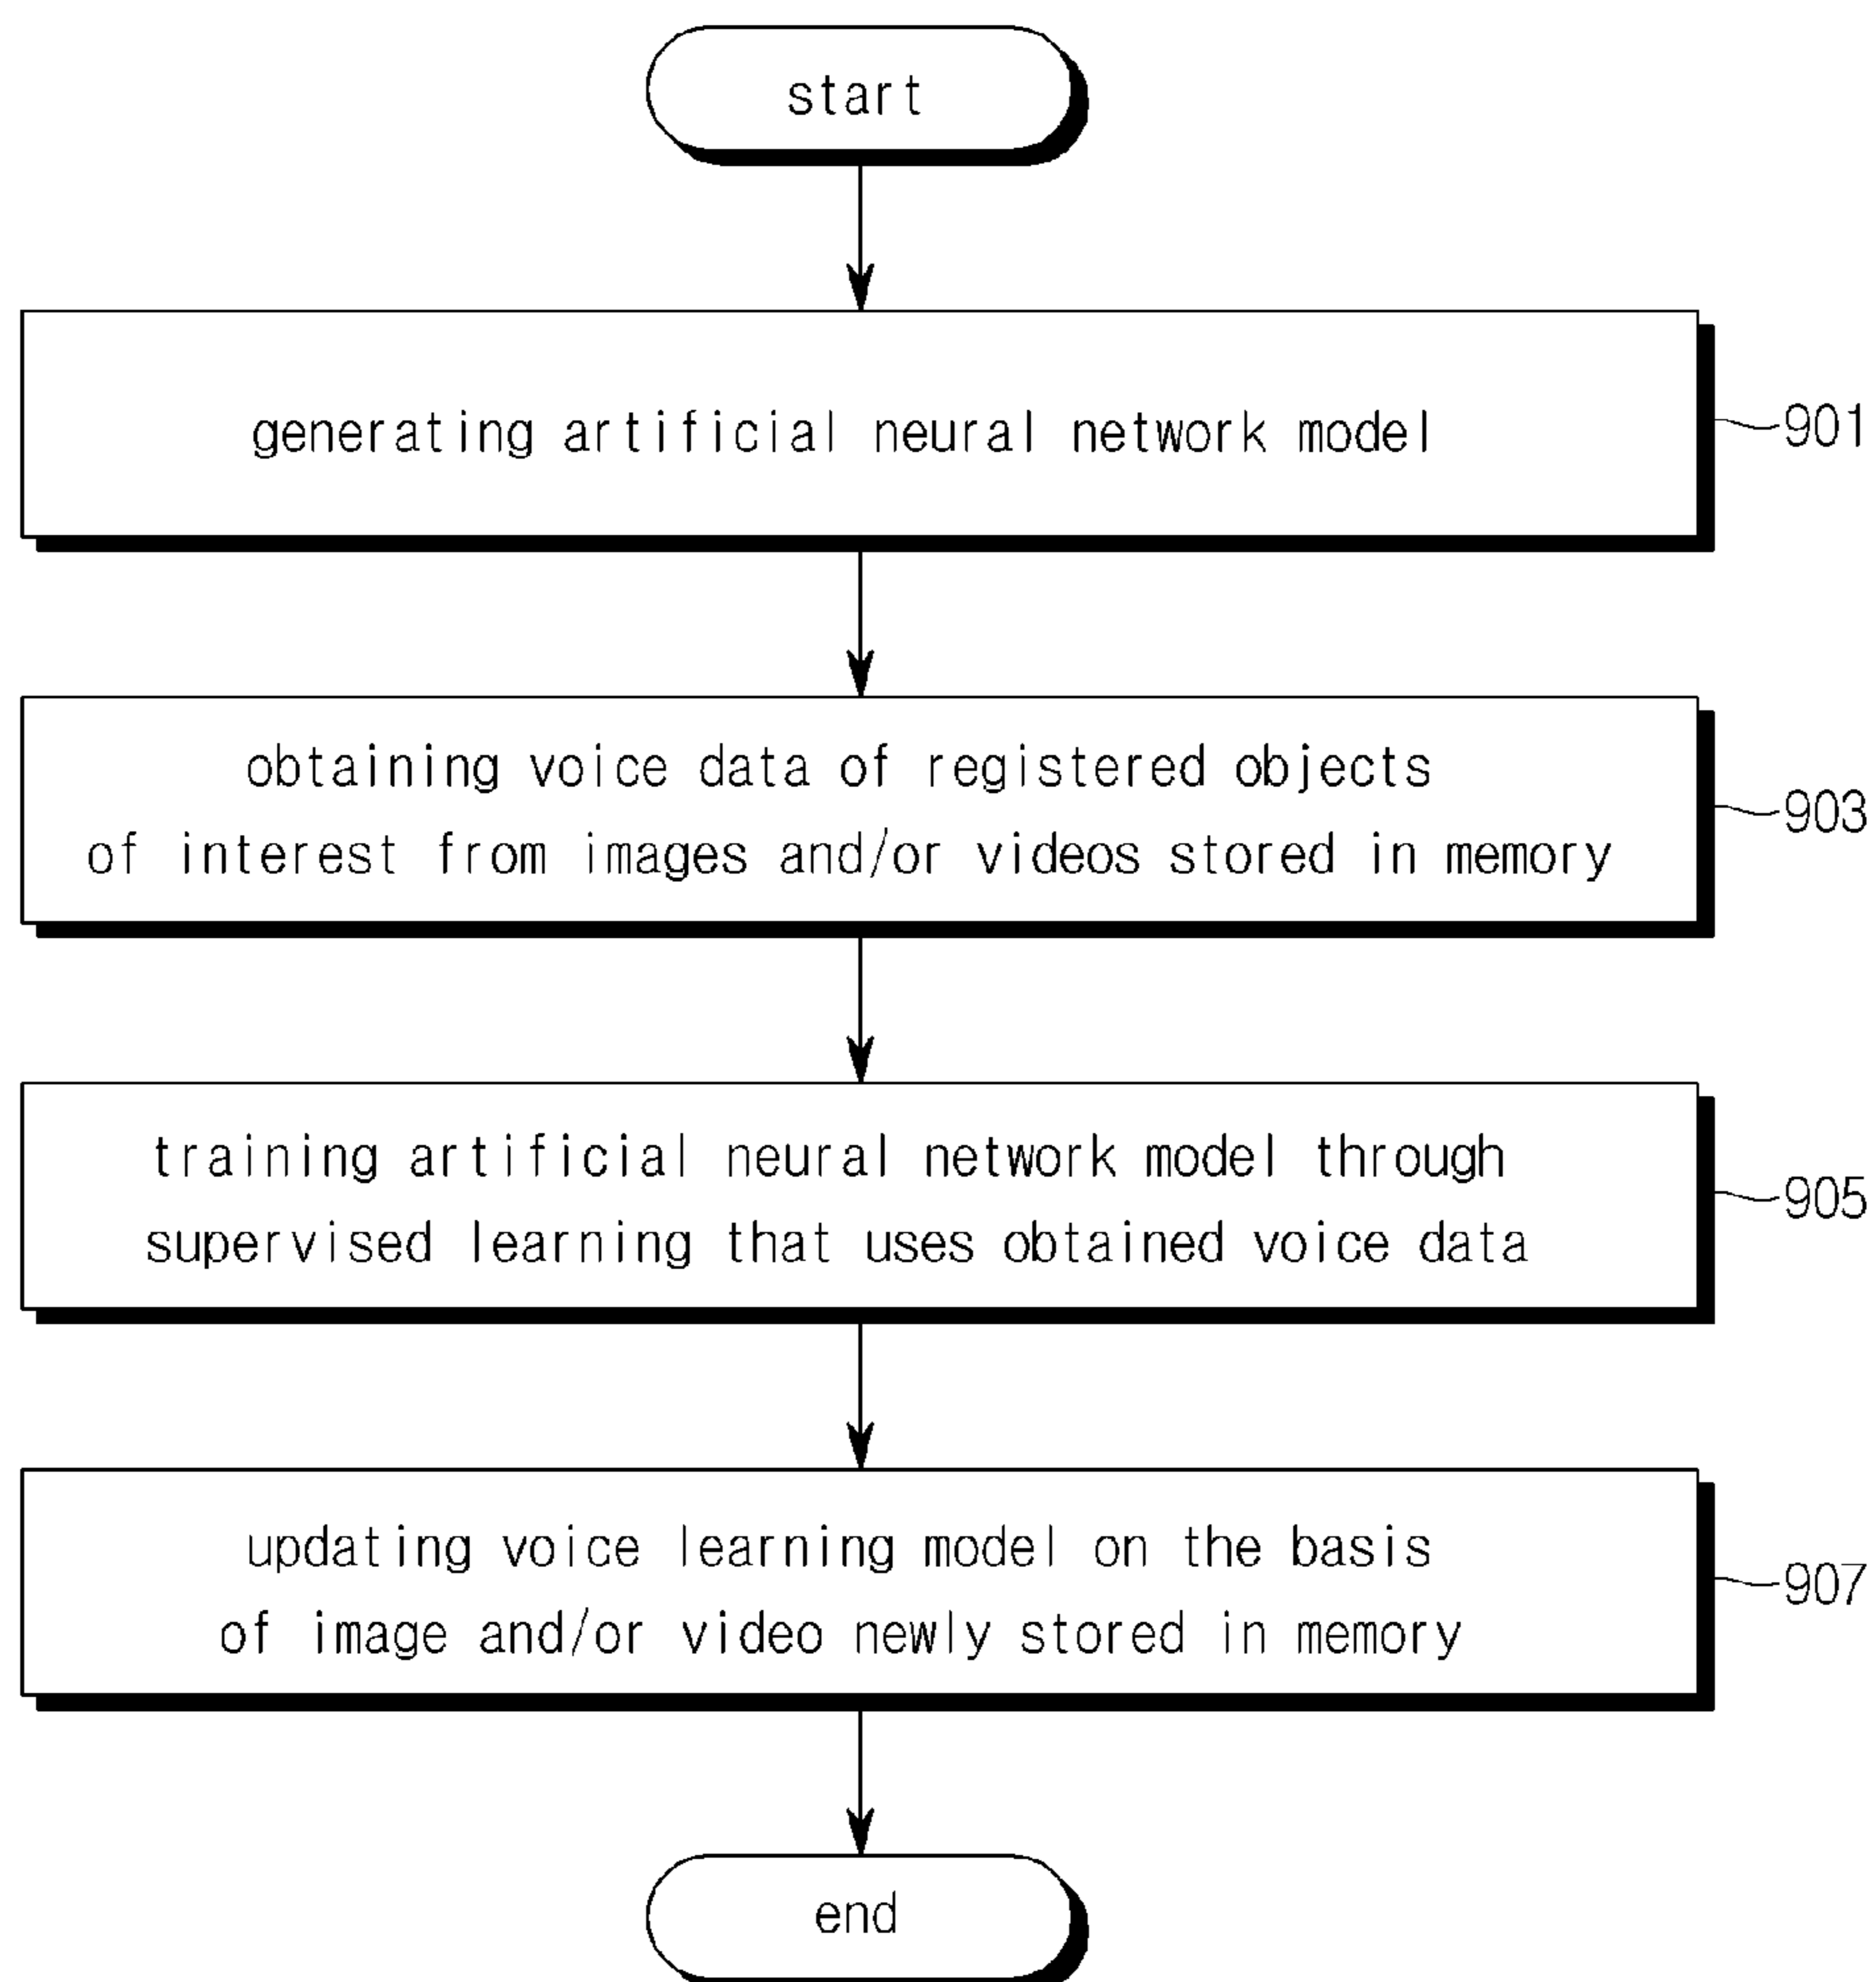 start
generating artificial neural network model
901
obtaining voice data of registered objects
of interest from images and/or videos stored in memory
903
training artificial neural network model through
supervised learning that uses obtained voice data
905
updating voice learning model on the basis
of image and/or video newly stored in memory
907
end